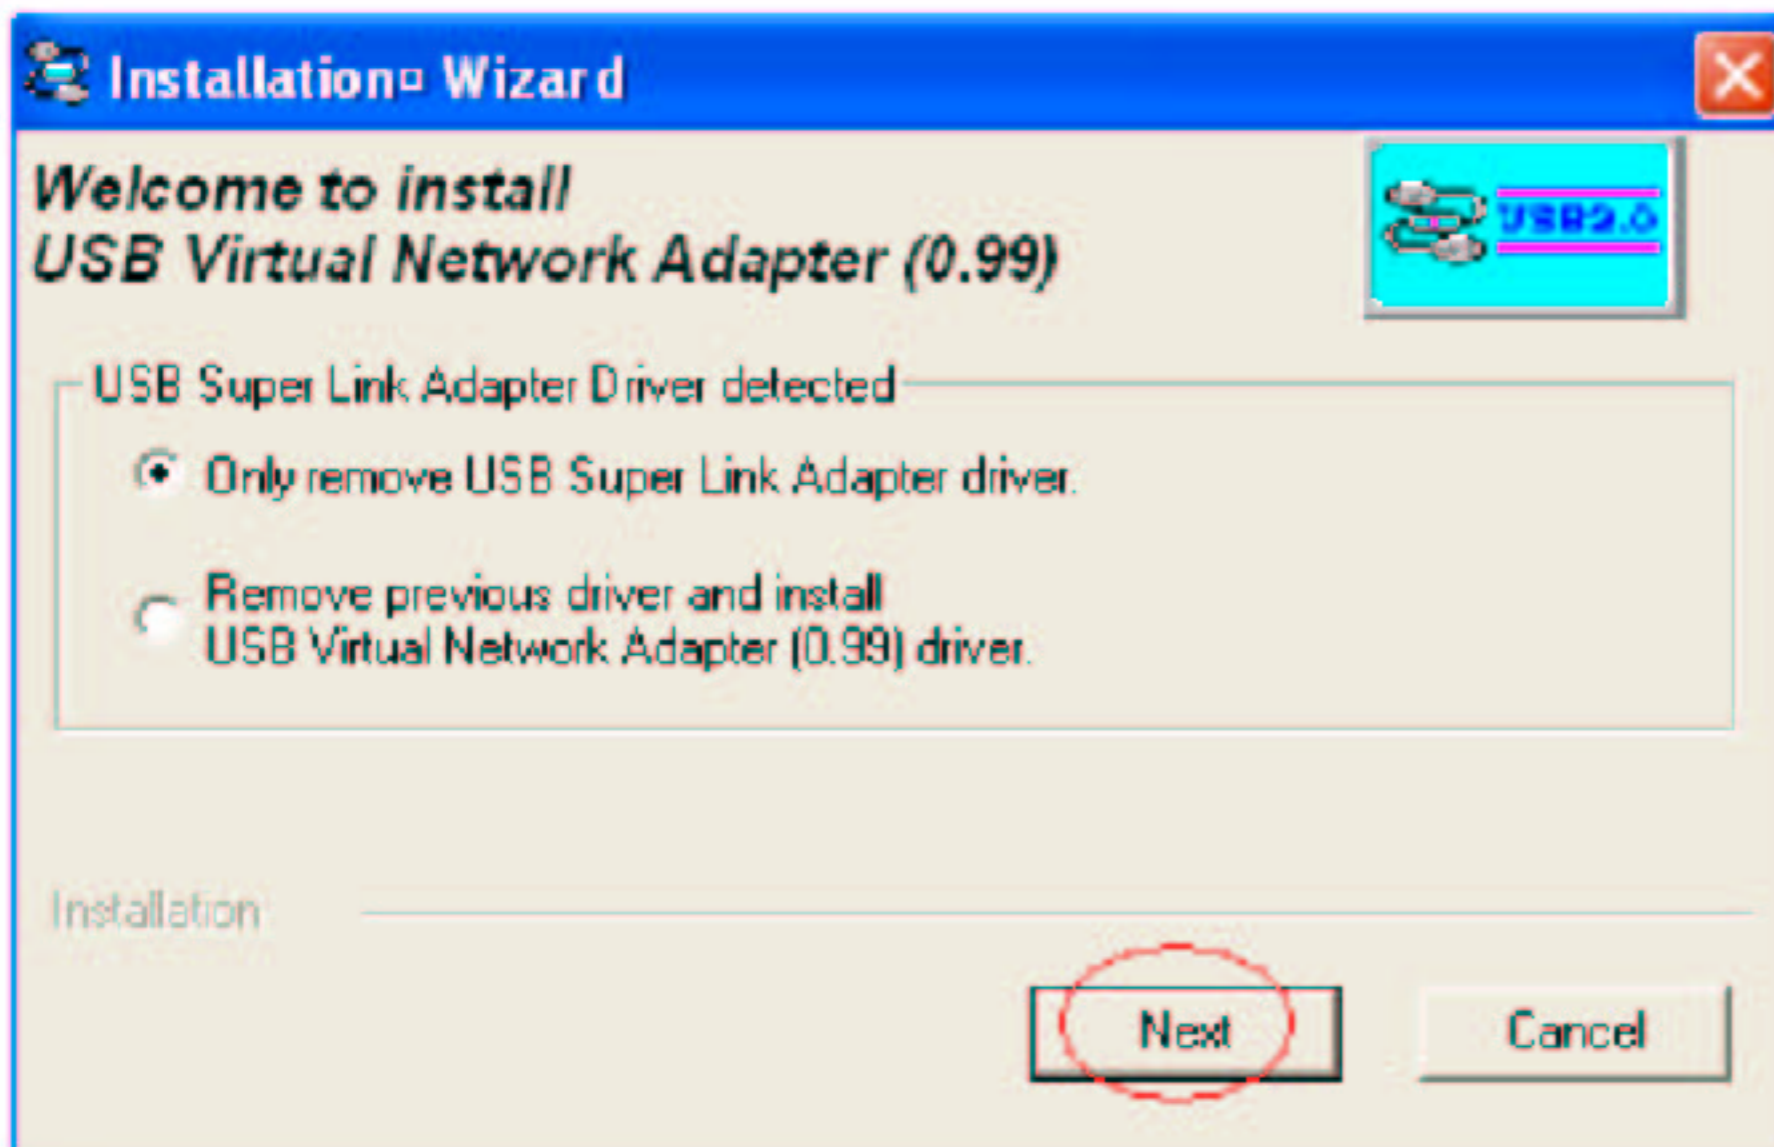 Installation¤ Wizard
Welcome to install
USB Virtual Network Adapter (0.99)
USB2.0
USB Super Link Adapter Driver detected
Only remove USB Super Link Adapter driver.
Remove previous driver and install
USB Virtual Network Adapter (0.99) driver.
Installation
Next
Cancel